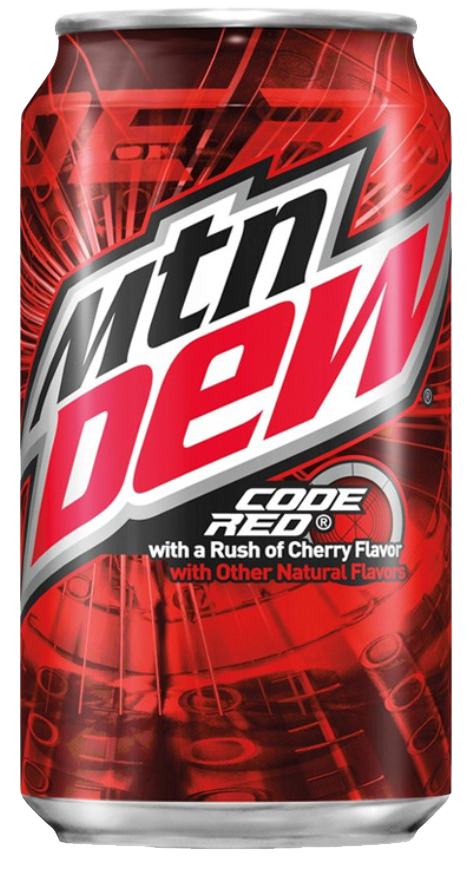 Mtn
Dew
®
CODE
RED®
with a Rush of Cherry Flavor
with Other Natural Flavors